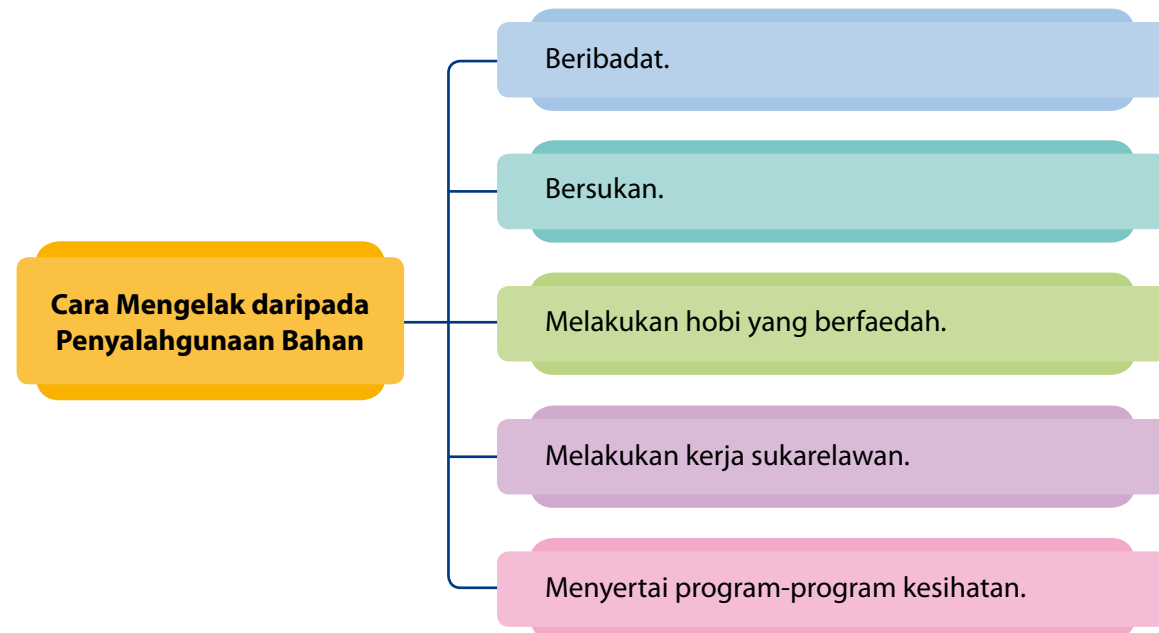 Cara Mengelak daripada
Penyalahgunaan Bahan
Beribadat.
Bersukan.
Melakukan hobi yang berfaedah.
Melakukan kerja sukarelawan.
Menyertai program-program kesihatan.